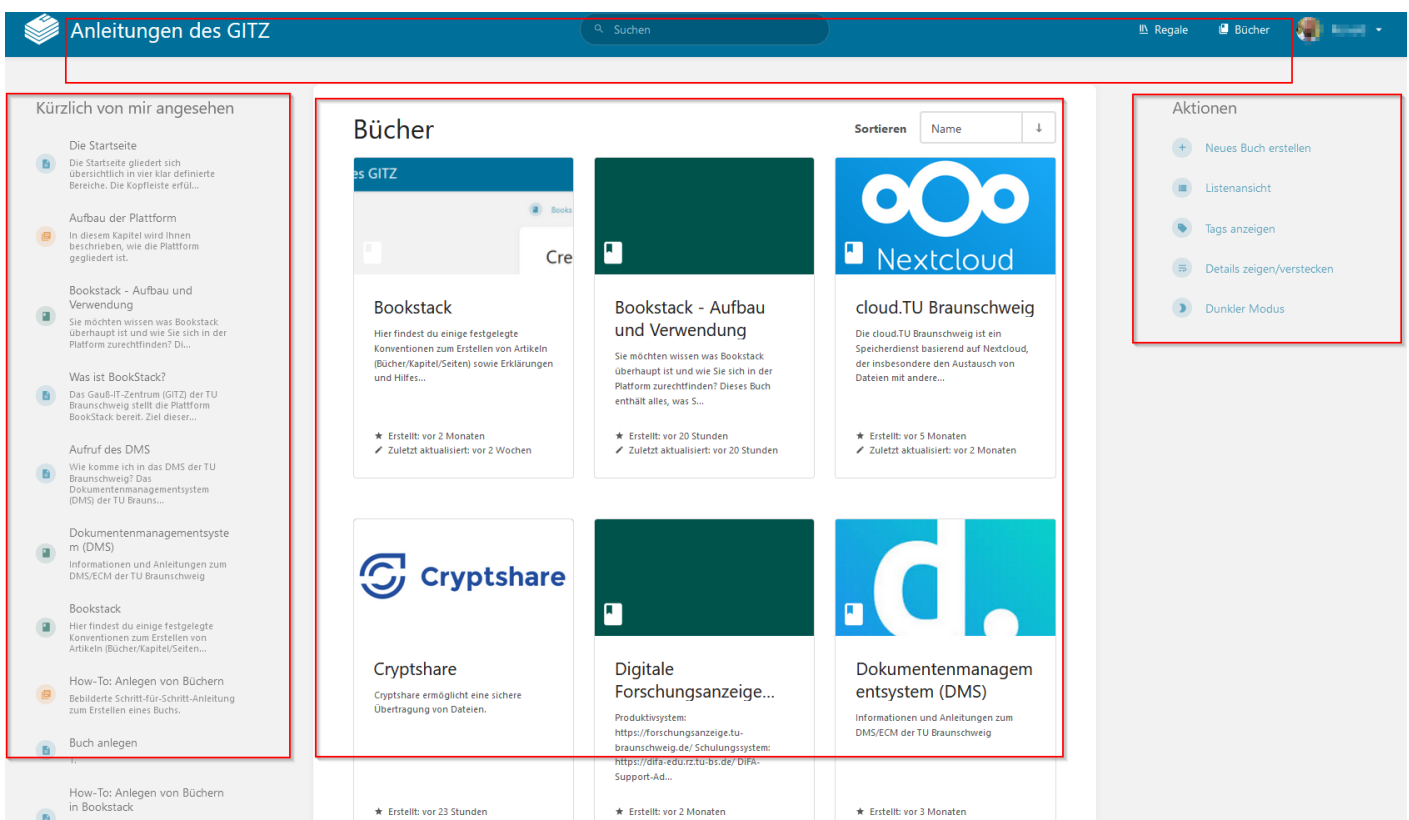 Anleitungen des GITZ
Suchen
Regale
Bücher
Kürzlich von mir angesehen
Die Startseite
Die Startseite gliedert sich
übersichtlich in vier klar definierte
Bereiche. Die Kopfleiste erfül...
Aufbau der Plattform
In diesem Kapitel wird Ihnen
beschrieben, wie die Plattform
gegliedert ist.
Bookstack - Aufbau und
Verwendung
Sie möchten wissen was Bookstack
überhaupt ist und wie Sie sich in der
Platform zurechtfinden? Di...
Was ist BookStack?
Das Gauß-IT-Zentrum (GITZ) der TU
Braunschweig stellt die Plattform
BookStack bereit. Ziel dieser...
Aufruf des DMS
Wie komme ich in das DMS der TU
Braunschweig? Das
Dokumentenmanagementsystem
(DMS) der TU Brauns...
Dokumentenmanagementsyste
m (DMS)
Informationen und Anleitungen zum
DMS/ECM der TU Braunschweig
Bookstack
Hier findest du einige festgelegte
Konventionen zum Erstellen von
Artikeln (Bücher/Kapitel/Seiten...
How-To: Anlegen von Büchern
Bebilderte Schritt-für-Schritt-Anleitung
zum Erstellen eines Buchs.
Buch anlegen
1.
How-To: Anlegen von Büchern
in Bookstack
Bücher
Sortieren
Name
es GITZ
Books
Cre
Bookstack
Hier findest du einige festgelegte
Konventionen zum Erstellen von Artikeln
(Bücher/Kapitel/Seiten) sowie Erklärungen
und Hilfes...
Erstellt: vor 2 Monaten
Zuletzt aktualisiert: vor 2 Wochen
Bookstack - Aufbau
und Verwendung
Sie möchten wissen was Bookstack
überhaupt ist und wie Sie sich in der
Platform zurechtfinden? Dieses Buch
enthält alles, was S...
Erstellt: vor 20 Stunden
Zuletzt aktualisiert: vor 20 Stunden
Nextcloud
cloud.TU Braunschweig
Die cloud.TU Braunschweig ist ein
Speicherdienst basierend auf Nextcloud,
der insbesondere den Austausch von
Dateien mit andere...
Erstellt: vor 5 Monaten
Zuletzt aktualisiert: vor 2 Monaten
Cryptshare
Cryptshare
Cryptshare ermöglicht eine sichere
Übertragung von Dateien.
Erstellt: vor 23 Stunden
Digitale
Forschungsanzeige...
Produktivsystem:
https://forschungsanzeige.tu-
braunschweig.de/ Schulungssystem:
https://difa-edu.rz.tu-bs.de/ DiFA-
Support-Ad...
Erstellt: vor 2 Monaten
d.
Dokumentenmanagem
entsystem (DMS)
Informationen und Anleitungen zum
DMS/ECM der TU Braunschweig
Erstellt: vor 3 Monaten
Aktionen
Neues Buch erstellen
Listenansicht
Tags anzeigen
Details zeigen/verstecken
Dunkler Modus